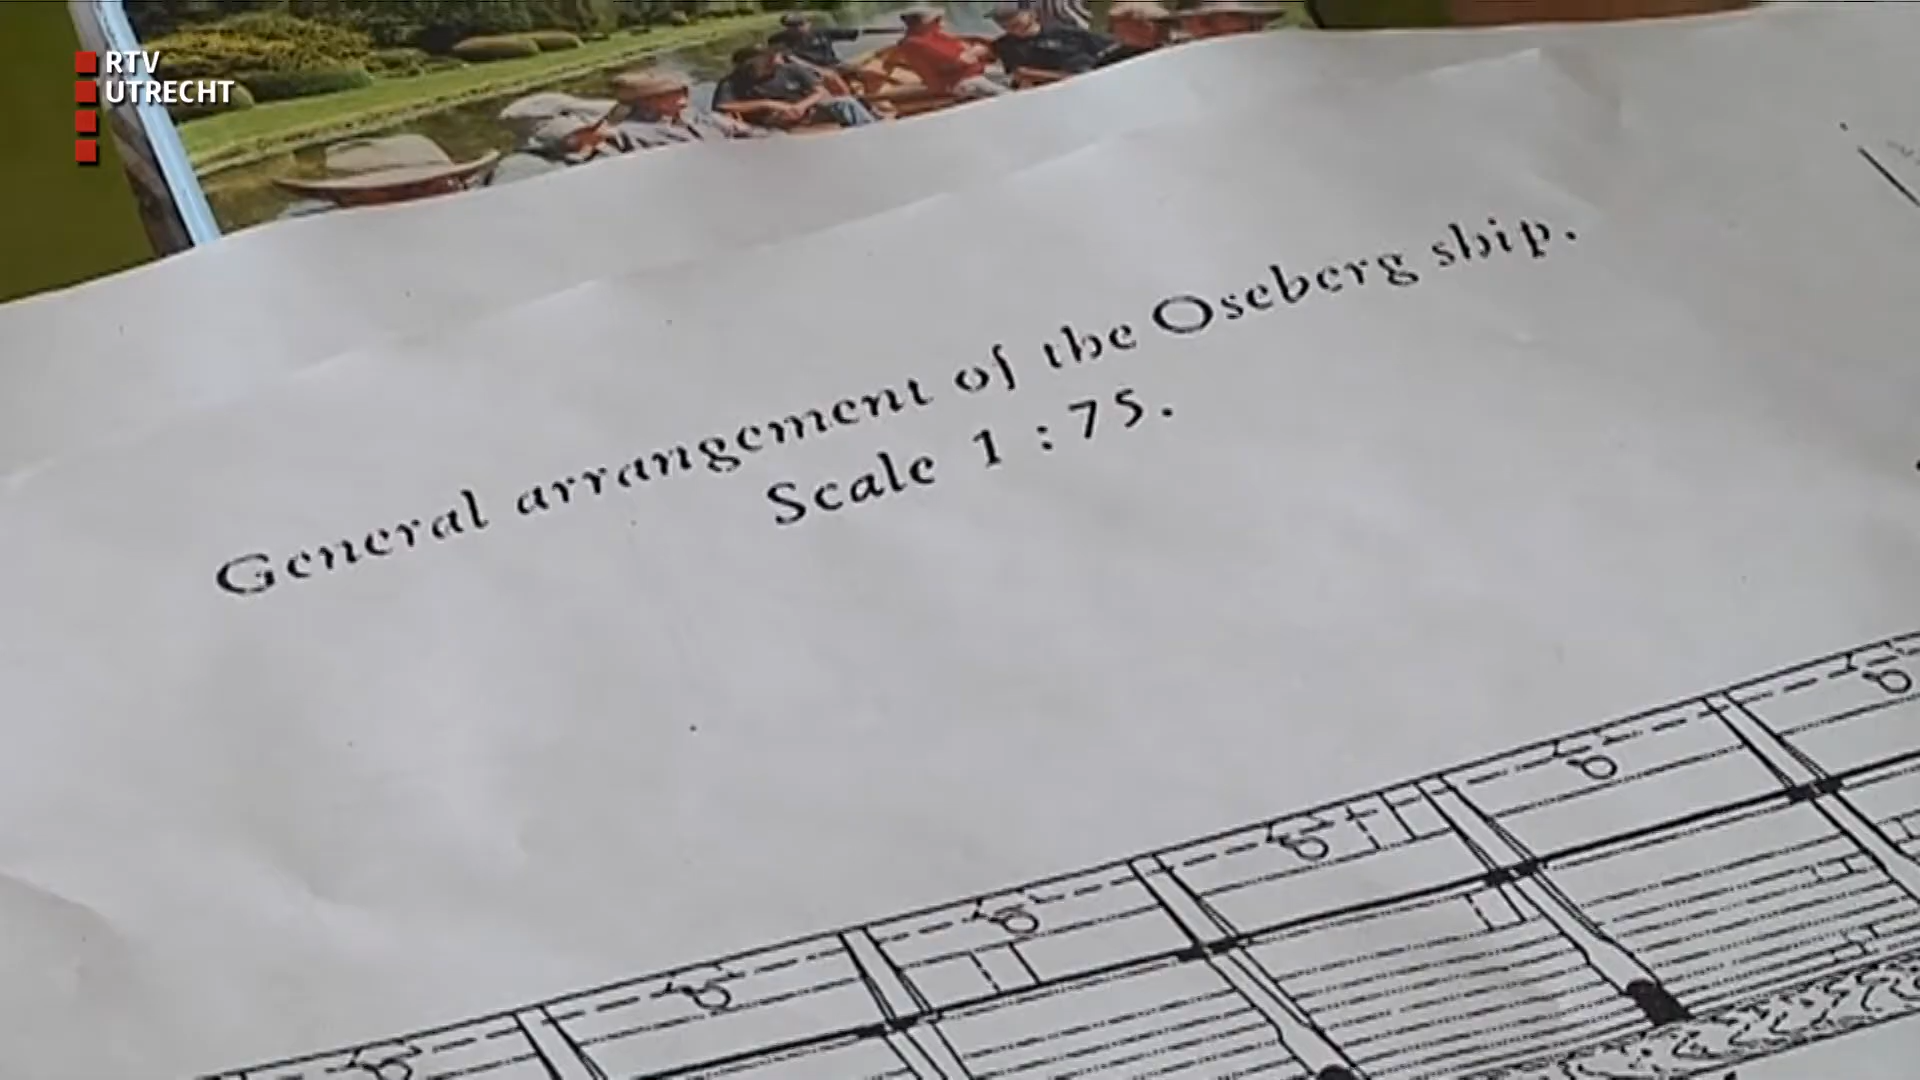 RTV
UTRECHT
General arrangement of the Oseberg ship.
Scale 1 : 75.